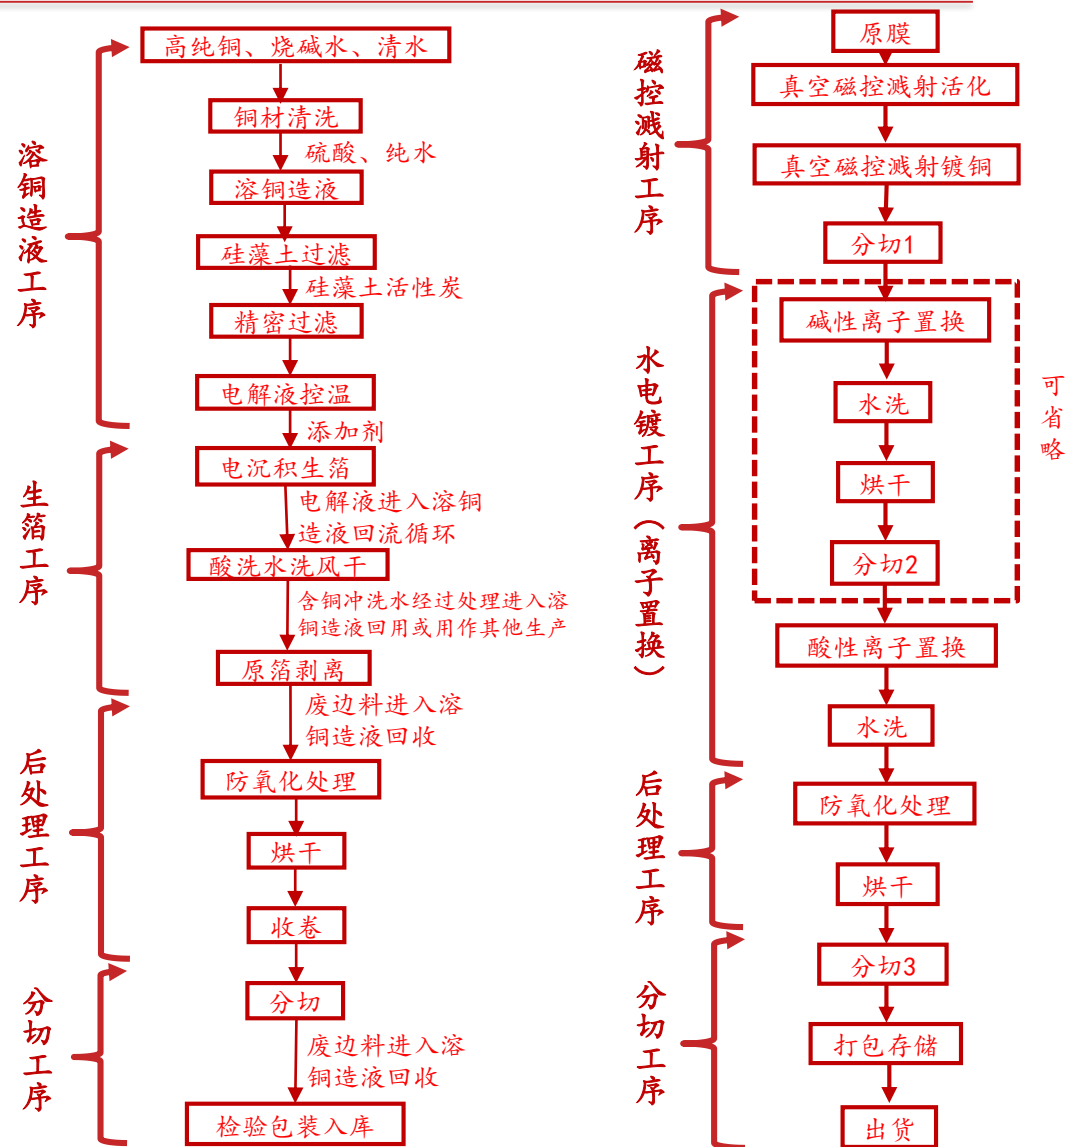 溶铜造液工序
高纯铜、烧碱水、清水
铜材清洗
硫酸、纯水
溶铜造液
硅藻土过滤
硅藻土活性炭
精密过滤
电解液控温
添加剂
生箔工序
电沉积生箔
电解液进入溶铜
造液回流循环
酸洗水洗风干
含铜冲洗水经过处理进入溶
铜造液回用或用作其他生产
原箔剥离
废边料进入溶
铜造液回收
后处理工序
防氧化处理
烘干
收卷
分切工序
分切
废边料进入溶
铜造液回收
检验包装入库
磁控溅射工序
原膜
真空磁控溅射活化
真空磁控溅射镀铜
分切1
水电镀工序（离子置换）
碱性离子置换
水洗
烘干
分切2
可省略
酸性离子置换
水洗
后处理工序
防氧化处理
烘干
分切工序
分切3
打包存储
出货